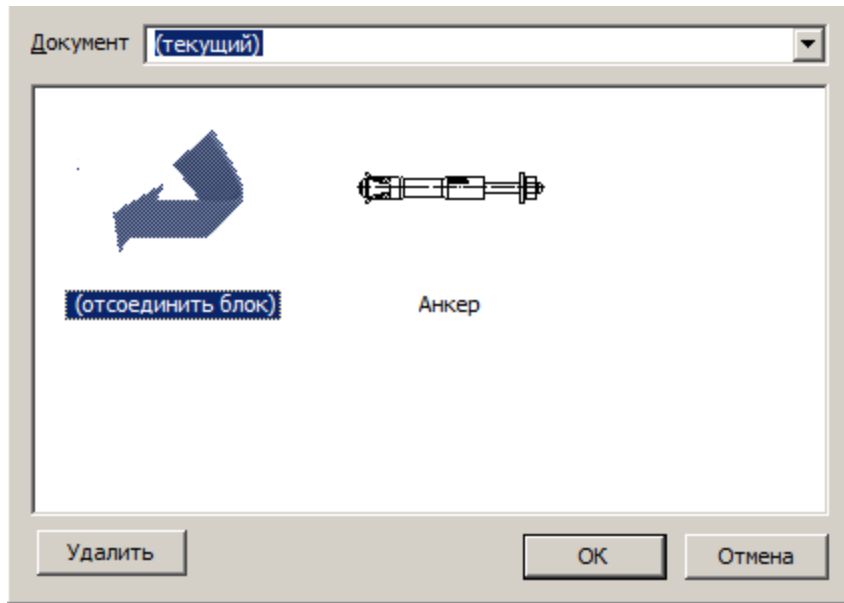 Документ (текущий)
(отсоединить блок) Анкер
Удалить OK Отмена